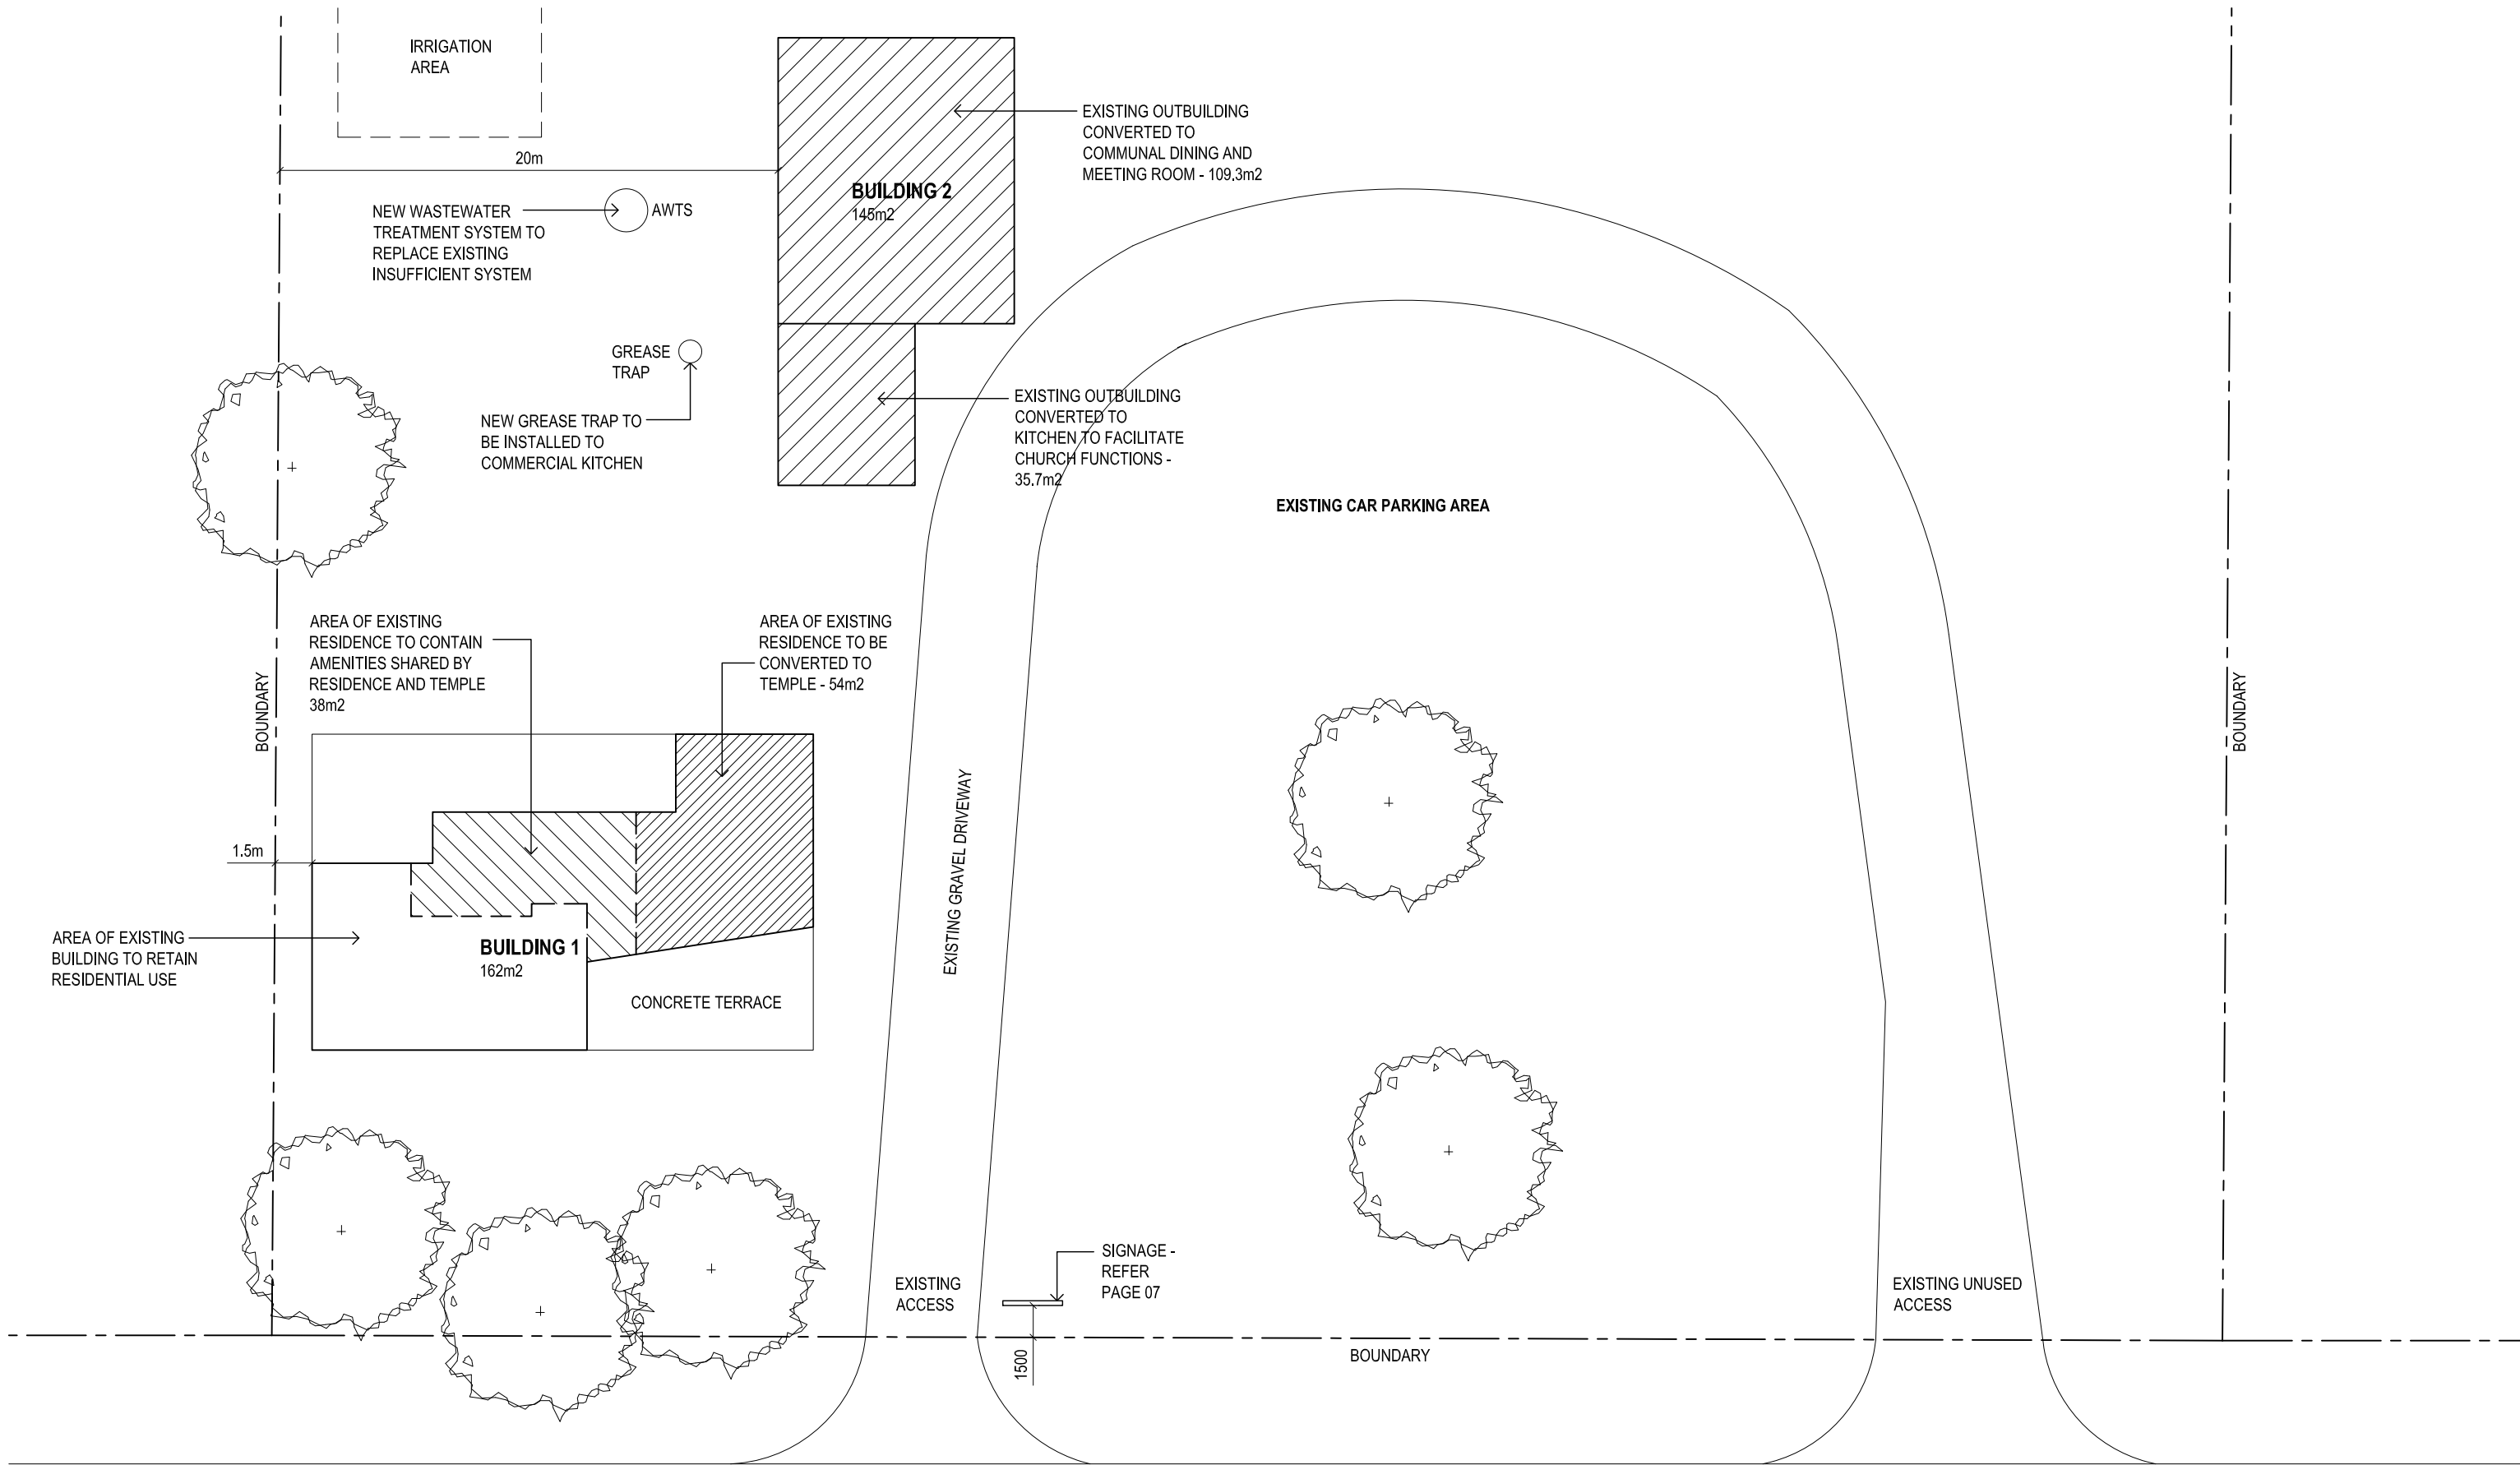 IRRIGATION
AREA
20m
EXISTING OUTBUILDING
CONVERTED TO
COMMUNAL DINING AND
MEETING ROOM - 109.3m2
BUILDING 2
145m2
NEW WASTEWATER
TREATMENT SYSTEM TO
REPLACE EXISTING
INSUFFICIENT SYSTEM
AWTS
GREASE
TRAP
NEW GREASE TRAP TO
BE INSTALLED TO
COMMERCIAL KITCHEN
EXISTING OUTBUILDING
CONVERTED TO
KITCHEN TO FACILITATE
CHURCH FUNCTIONS -
35.7m2
EXISTING CAR PARKING AREA
AREA OF EXISTING
RESIDENCE TO CONTAIN
AMENITIES SHARED BY
RESIDENCE AND TEMPLE
38m2
AREA OF EXISTING
RESIDENCE TO BE
CONVERTED TO
TEMPLE - 54m2
BOUNDARY
BOUNDARY
1.5m
EXISTING GRAVEL DRIVEWAY
AREA OF EXISTING
BUILDING TO RETAIN
RESIDENTIAL USE
BUILDING 1
162m2
CONCRETE TERRACE
SIGNAGE -
REFER
PAGE 07
EXISTING
ACCESS
EXISTING UNUSED
ACCESS
1500
BOUNDARY